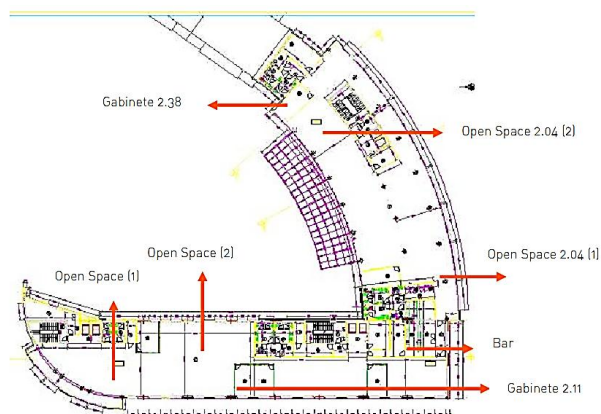 Gabinete 2.38
Open Space 2.04 (2)
Open Space (2)
Open Space (1)
Open Space 2.04 (1)
Bar
Gabinete 2.11